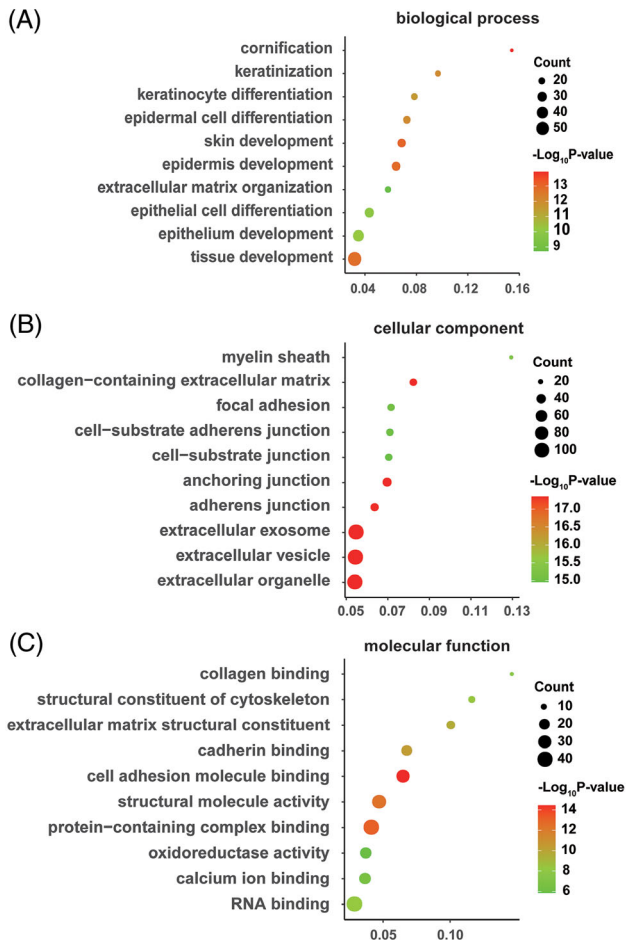 (A)
biological process
cornification
keratinization
keratinocyte differentiation
epidermal cell differentiation
skin development
epidermis development
extracellular matrix organization
epithelial cell differentiation
epithelium development
tissue development
0.04 0.08 0.12 0.16
Count
20
30
40
50
-Log10P-value
13
12
11
10
9
(B)
cellular component
myelin sheath
collagen−containing extracellular matrix
focal adhesion
cell−substrate adherens junction
cell−substrate junction
anchoring junction
adherens junction
extracellular exosome
extracellular vesicle
extracellular organelle
0.05 0.07 0.09 0.11 0.13
Count
20
40
60
80
100
-Log10P-value
17.0
16.5
16.0
15.5
15.0
(C)
molecular function
collagen binding
structural constituent of cytoskeleton
extracellular matrix structural constituent
cadherin binding
cell adhesion molecule binding
structural molecule activity
protein−containing complex binding
oxidoreductase activity
calcium ion binding
RNA binding
0.05 0.10
Count
10
20
30
40
-Log10P-value
14
12
10
8
6